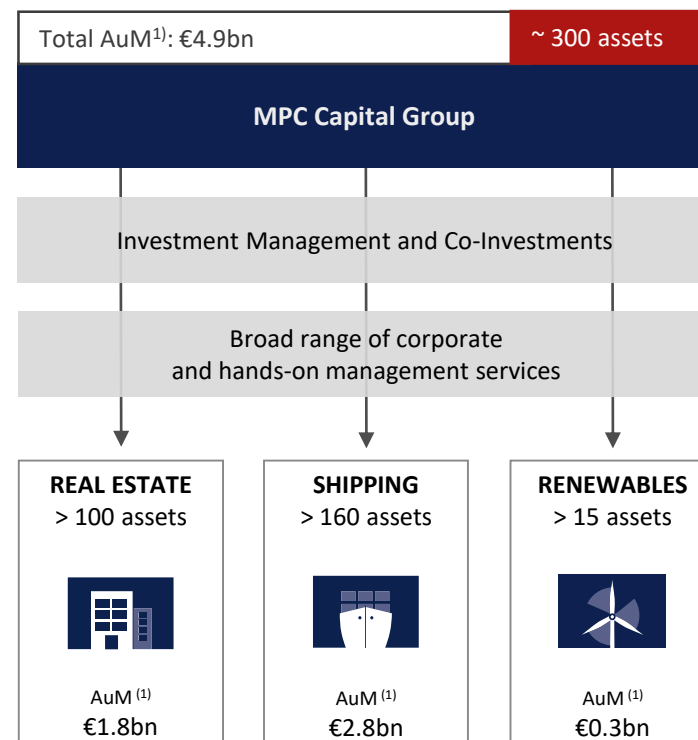 Total AuM1): €4.9bn
~ 300 assets
MPC Capital Group
Investment Management and Co-Investments
Broad range of corporate
and hands-on management services
REAL ESTATE
> 100 assets
AuM (1)
€1.8bn
SHIPPING
> 160 assets
AuM (1)
€2.8bn
RENEWABLES
> 15 assets
AuM (1)
€0.3bn